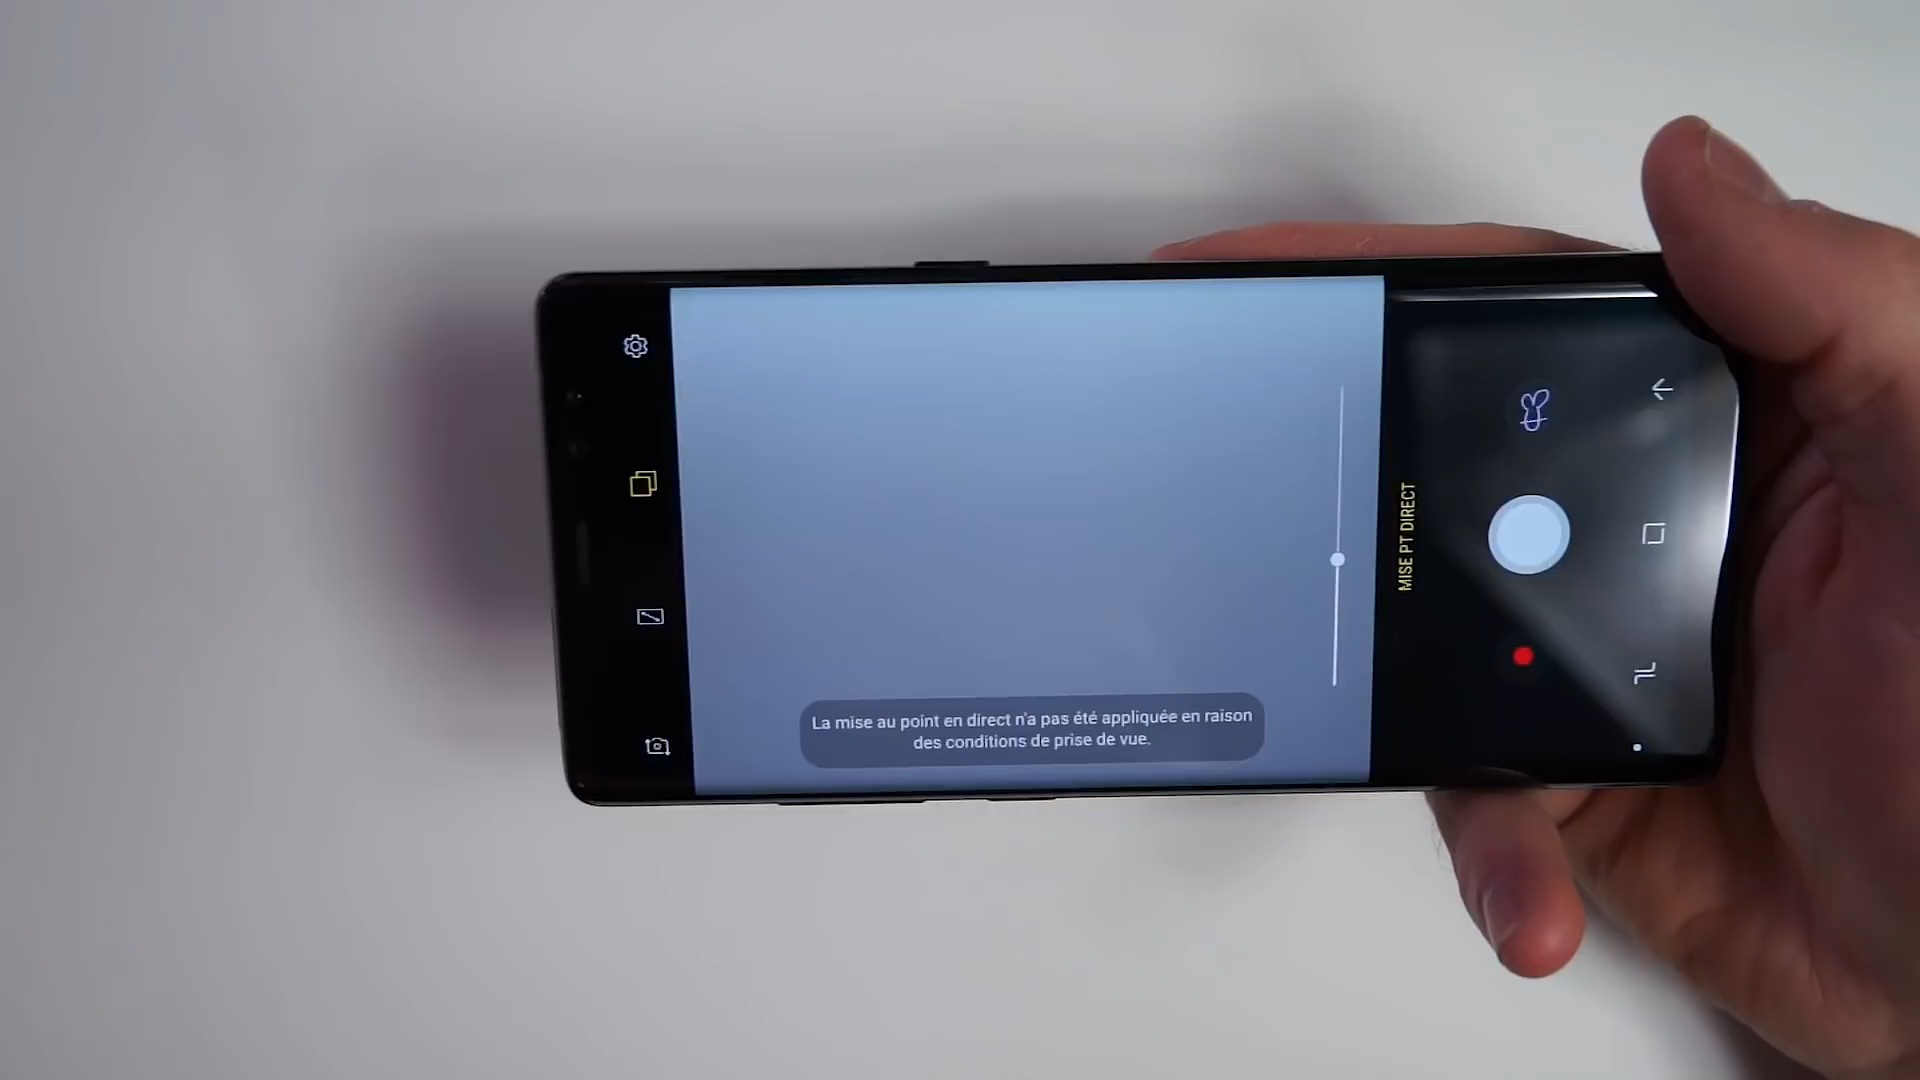 MISE PT DIRECT
La mise au point en direct n'a pas été appliquée en raison
des conditions de prise de vue.